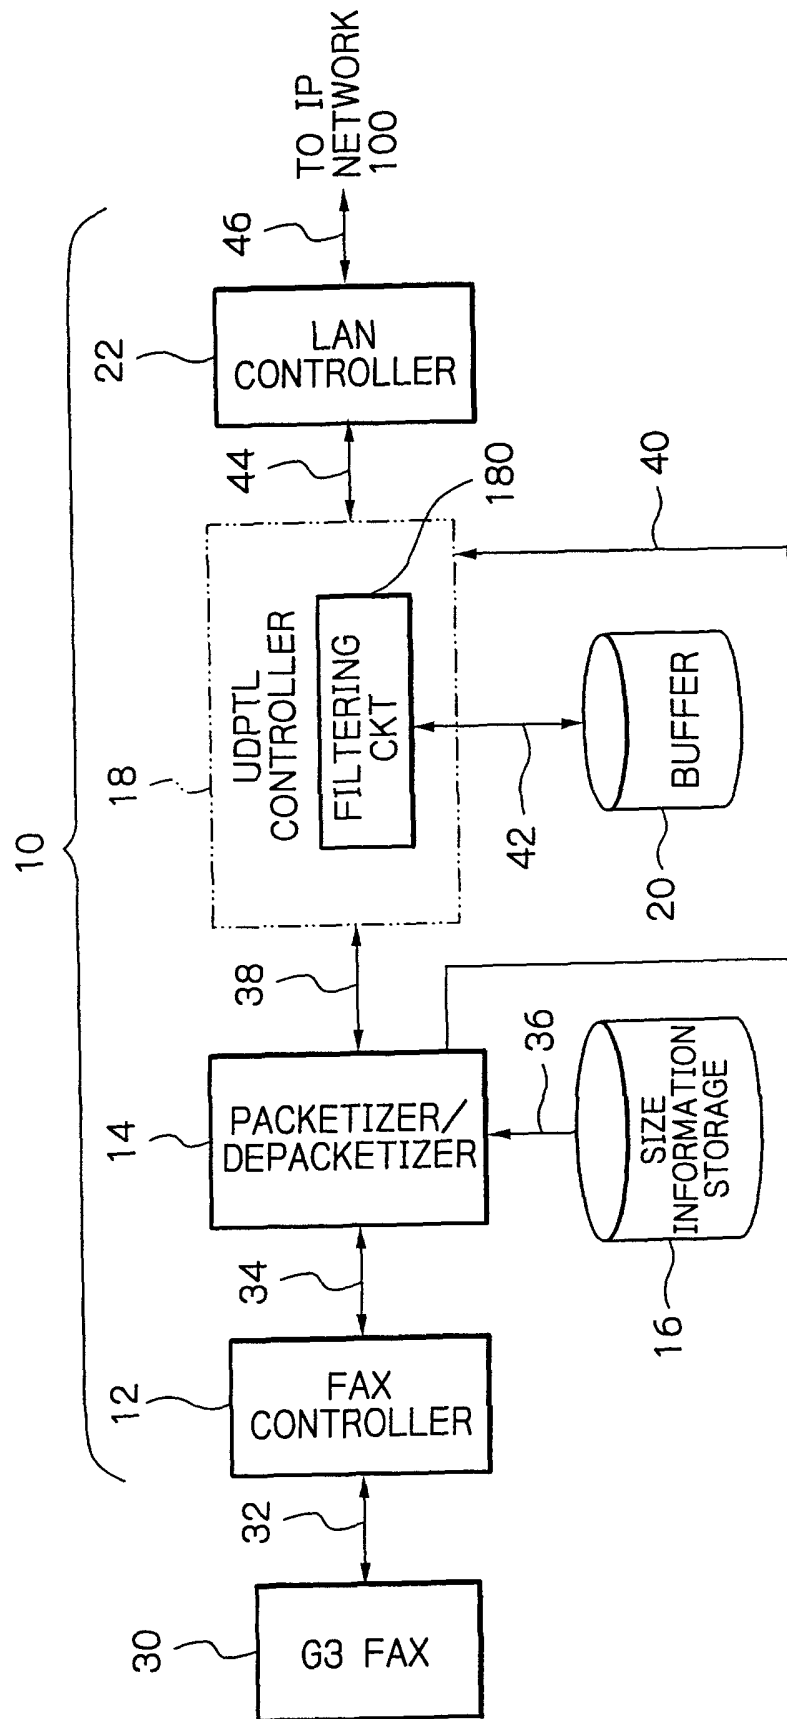 10
30
G3 FAX
32
12
FAX
CONTROLLER
34
14
PACKETIZER/
DEPACKETIZER
36
16
SIZE
INFORMATION
STORAGE
38
18
UDPTL
CONTROLLER
FILTERING
CKT
180
42
20
BUFFER
40
44
22
LAN
CONTROLLER
46
TO IP
NETWORK
100